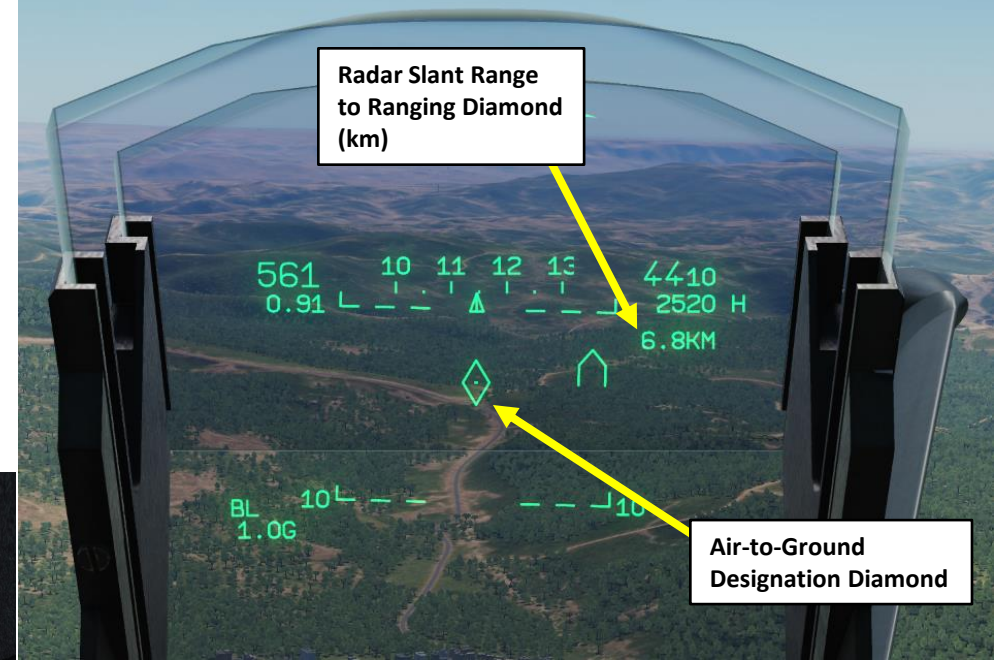 Radar Slant Range
to Ranging Diamond
(km)
561 10 11 12 13 4410
0.91 2520 H
6.8KM
BL 10 10
1.0G
Air-to-Ground
Designation Diamond